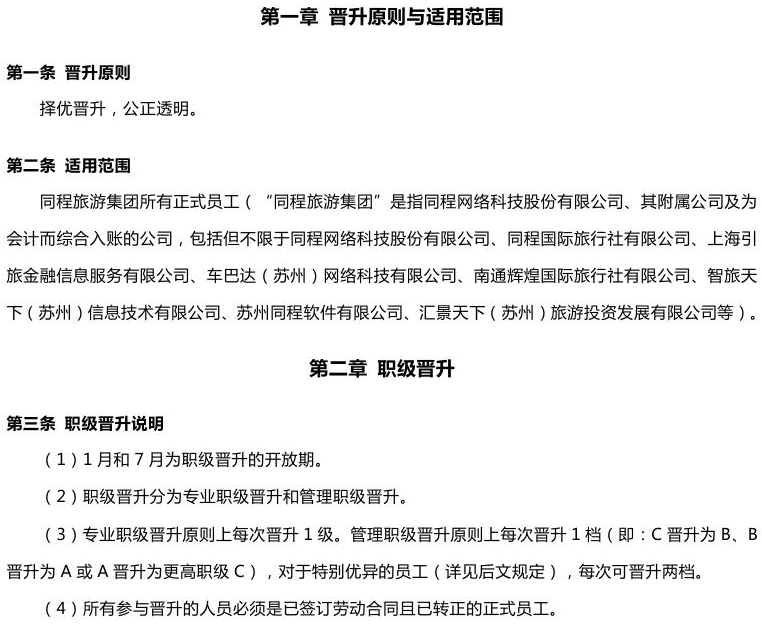 第一章 晋升原则与适用范围
第一条 晋升原则
择优晋升，公正透明。
第二条 适用范围
同程旅游集团所有正式员工（ “同程旅游集团”是指同程网络科技股份有限公司、其附属公司及为
会计而综合入账的公司，包括但不限于同程网络科技股份有限公司、同程国际旅行社有限公司、上海引
旅金融信息服务有限公司、车巴达（苏州）网络科技有限公司、南通辉煌国际旅行社有限公司、智旅天
下（苏州）信息技术有限公司、苏州同程软件有限公司、汇景天下（苏州）旅游投资发展有限公司等）。
第二章 职级晋升
第三条 职级晋升说明
（1）1 月和 7 月为职级晋升的开放期。
（2）职级晋升分为专业职级晋升和管理职级晋升。
（3）专业职级晋升原则上每次晋升 1 级。管理职级晋升原则上每次晋升 1 档（即：C 晋升为 B、B
晋升为 A 或 A 晋升为更高职级 C），对于特别优异的员工（详见后文规定），每次可晋升两档。
（4）所有参与晋升的人员必须是已签订劳动合同且已转正的正式员工。